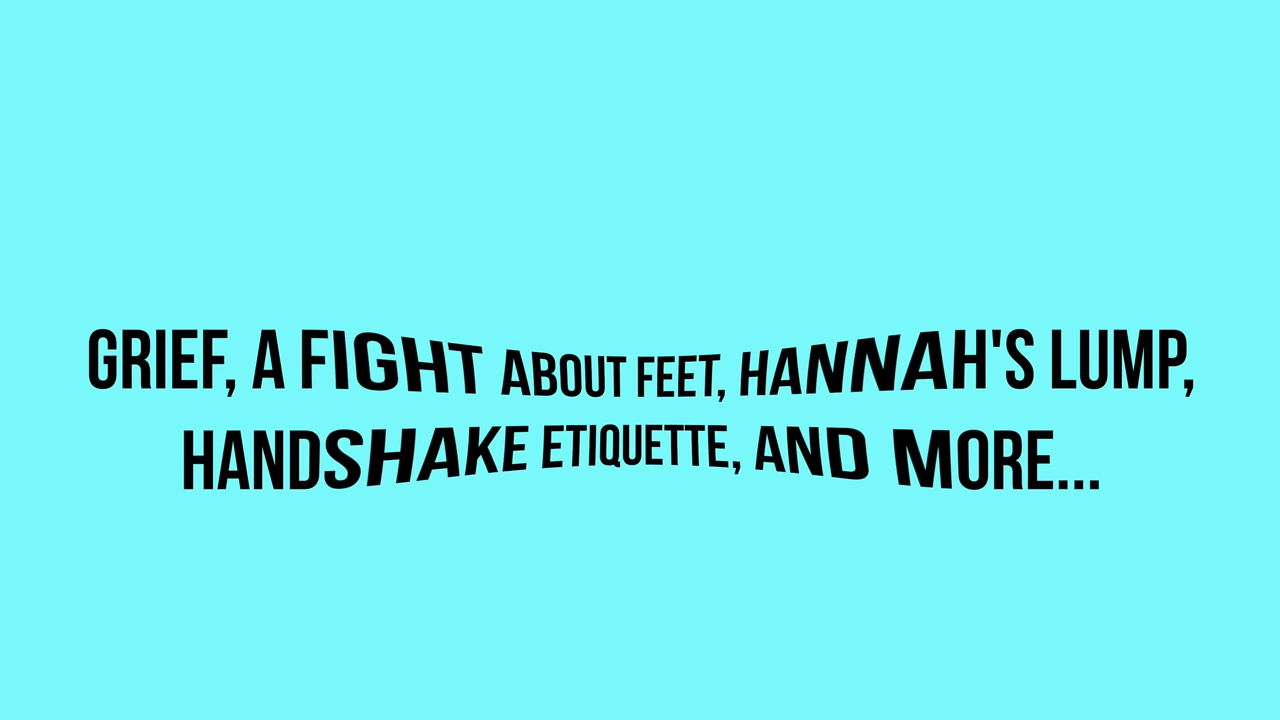 GRIEF, A FIGHT ABOUT FEET, HANNAH'S LUMP,
HANDSHAKE ETIQUETTE, AND MORE...